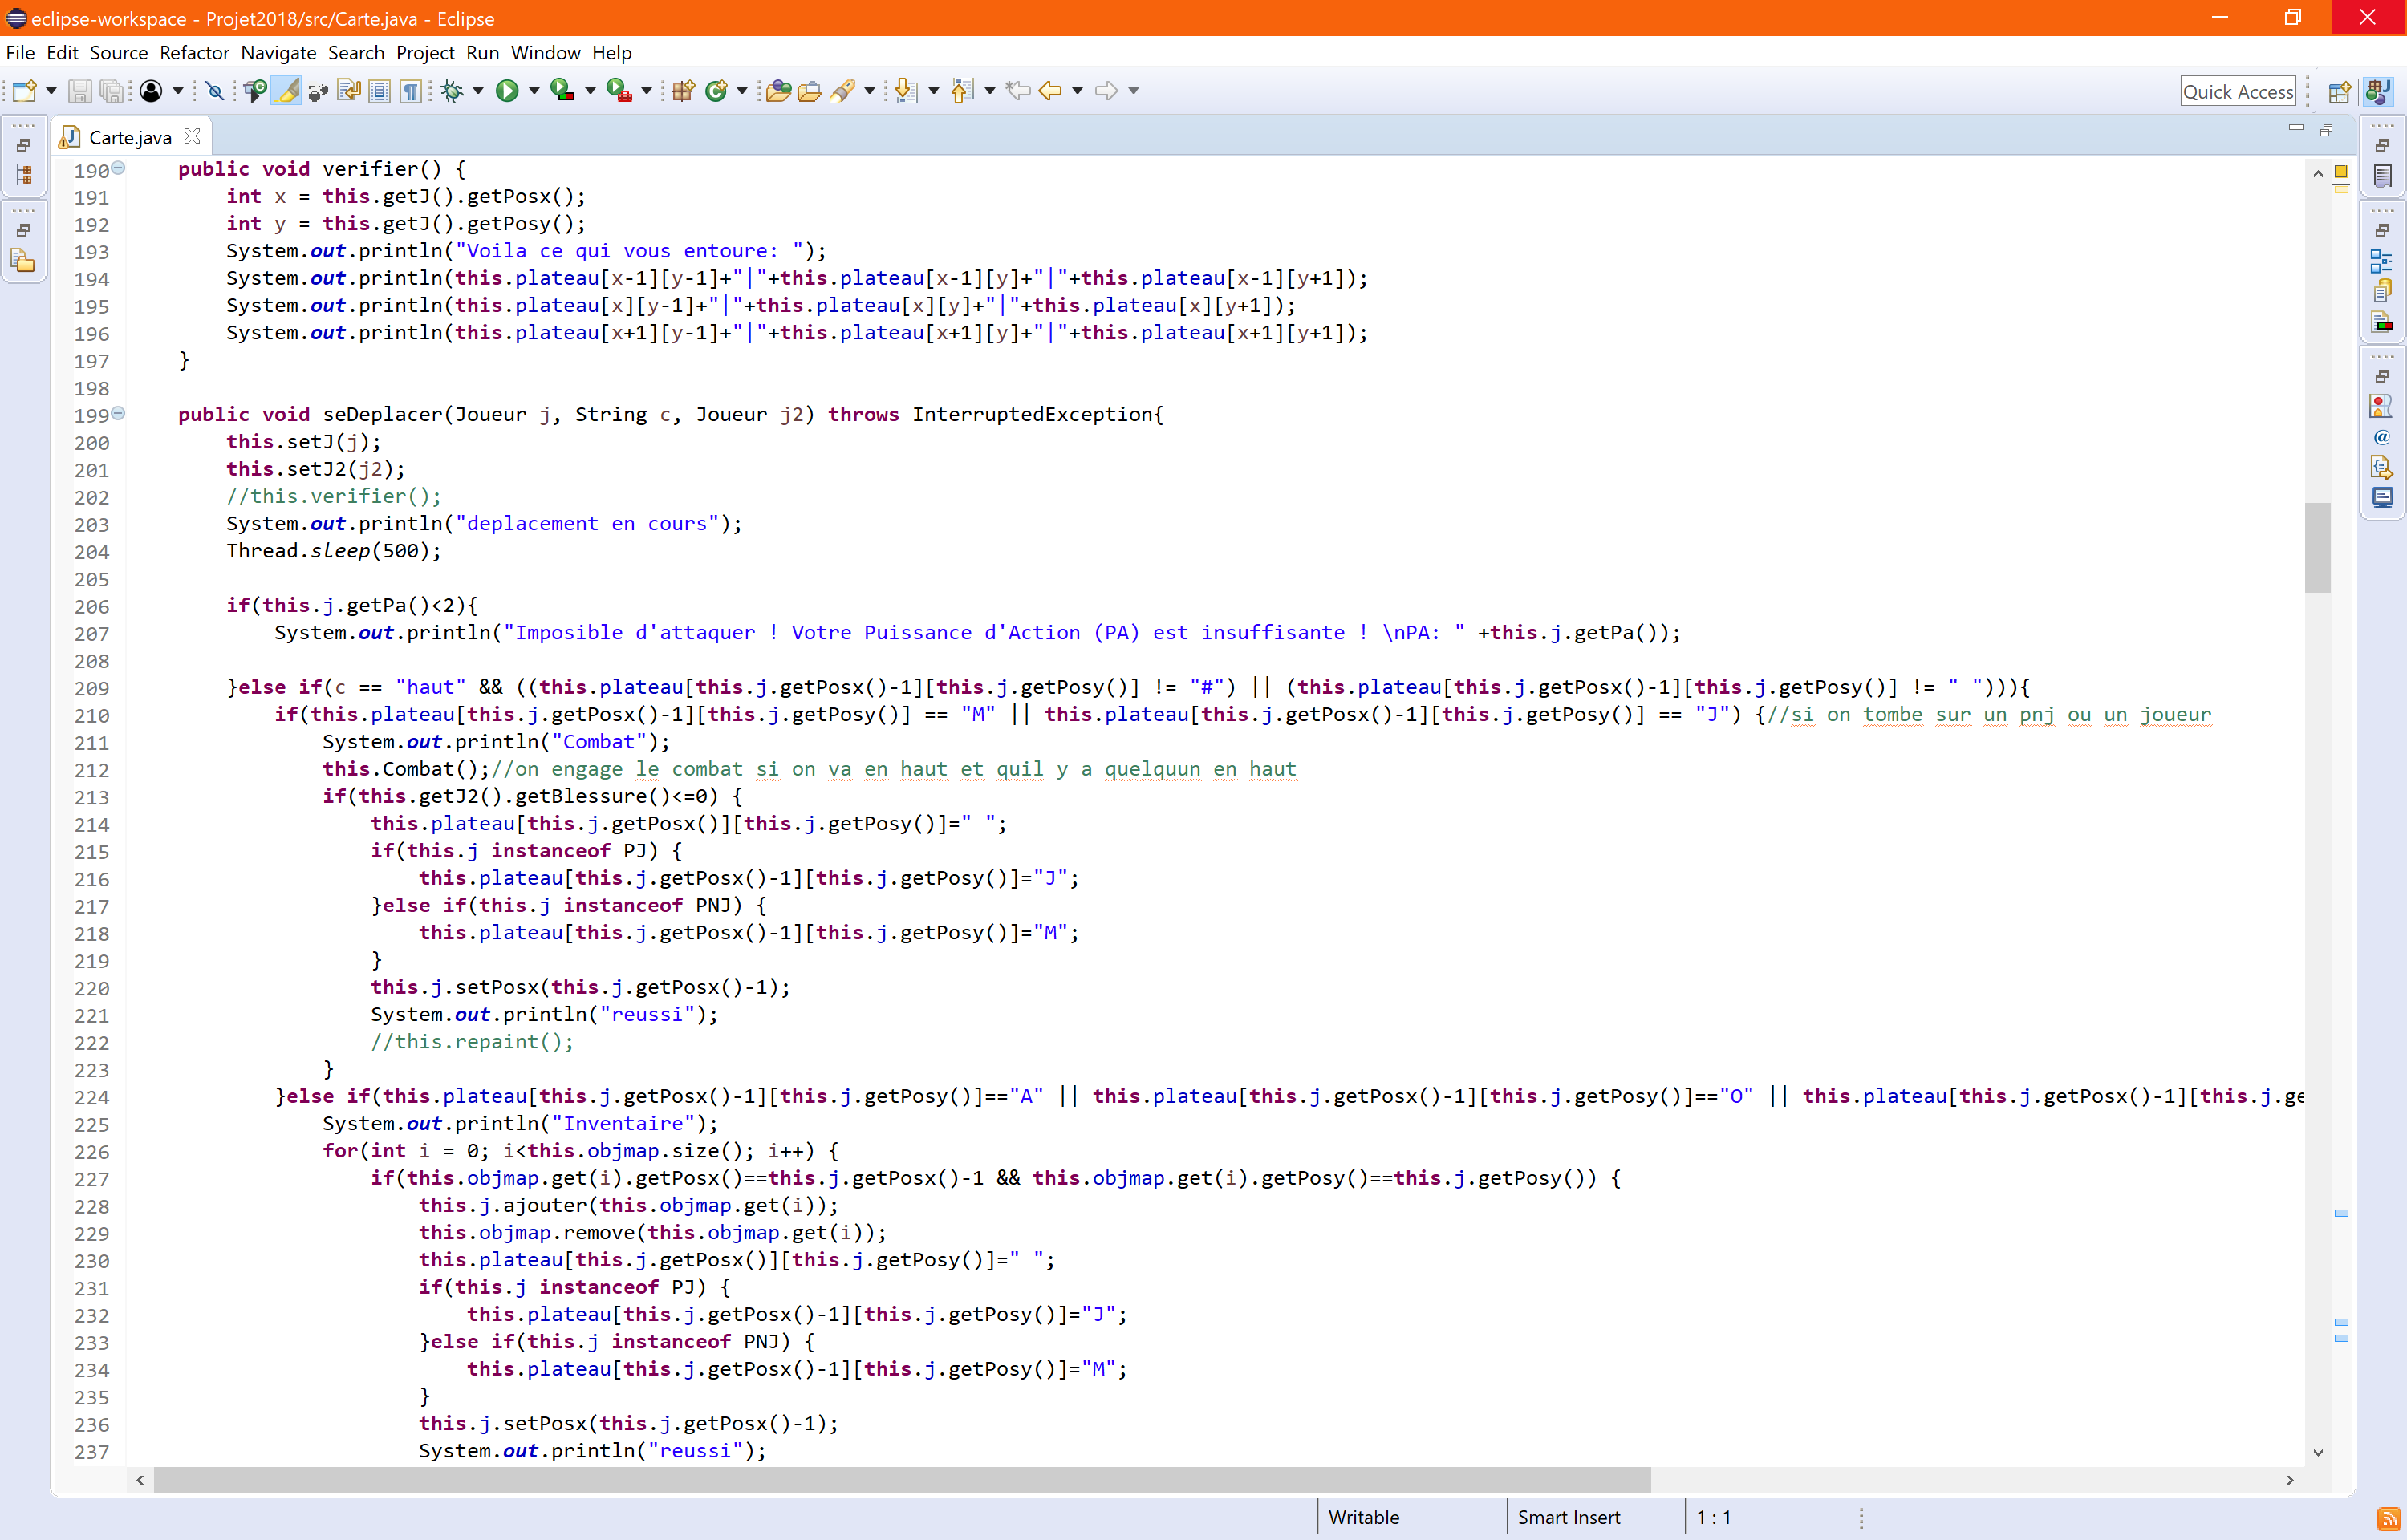 eclipse-workspace - Projet2018/src/Carte.java - Eclipse
File Edit Source Refactor Navigate Search Project Run Window Help
Quick Access
Carte.java
190 public void verifier() {
191 int x = this.getJ().getPosx();
192 int y = this.getJ().getPosy();
193 System.out.println("Voila ce qui vous entoure: ");
194 System.out.println(this.plateau[x-1][y-1]+"|"+this.plateau[x-1][y]+"|"+this.plateau[x-1][y+1]);
195 System.out.println(this.plateau[x][y-1]+"|"+this.plateau[x][y]+"|"+this.plateau[x][y+1]);
196 System.out.println(this.plateau[x+1][y-1]+"|"+this.plateau[x+1][y]+"|"+this.plateau[x+1][y+1]);
197 }
198
199 public void seDeplacer(Joueur j, String c, Joueur j2) throws InterruptedException{
200 this.setJ(j);
201 this.setJ2(j2);
202 //this.verifier();
203 System.out.println("deplacement en cours");
204 Thread.sleep(500);
205
206 if(this.j.getPa()<2){
207 System.out.println("Imposible d'attaquer ! Votre Puissance d'Action (PA) est insuffisante ! \nPA: " +this.j.getPa());
208
209 }else if(c == "haut" && ((this.plateau[this.j.getPosx()-1][this.j.getPosy()] != "#") || (this.plateau[this.j.getPosx()-1][this.j.getPosy()] != " "))){
210 if(this.plateau[this.j.getPosx()-1][this.j.getPosy()] == "M" || this.plateau[this.j.getPosx()-1][this.j.getPosy()] == "J") {//si on tombe sur un pnj ou un joueur
211 System.out.println("Combat");
212 this.Combat();//on engage le combat si on va en haut et quil y a quelquun en haut
213 if(this.getJ2().getBlessure()<=0) {
214 this.plateau[this.j.getPosx()][this.j.getPosy()]=" ";
215 if(this.j instanceof PJ) {
216 this.plateau[this.j.getPosx()-1][this.j.getPosy()]="J";
217 }else if(this.j instanceof PNJ) {
218 this.plateau[this.j.getPosx()-1][this.j.getPosy()]="M";
219 }
220 this.j.setPosx(this.j.getPosx()-1);
221 System.out.println("reussi");
222 //this.repaint();
223 }
224 }else if(this.plateau[this.j.getPosx()-1][this.j.getPosy()]=="A" || this.plateau[this.j.getPosx()-1][this.j.getPosy()]=="O" || this.plateau[this.j.getPosx()-1][this.j.ge
225 System.out.println("Inventaire");
226 for(int i = 0; i<this.objmap.size(); i++) {
227 if(this.objmap.get(i).getPosx()==this.j.getPosx()-1 && this.objmap.get(i).getPosy()==this.j.getPosy()) {
228 this.j.ajouter(this.objmap.get(i));
229 this.objmap.remove(this.objmap.get(i));
230 this.plateau[this.j.getPosx()][this.j.getPosy()]=" ";
231 if(this.j instanceof PJ) {
232 this.plateau[this.j.getPosx()-1][this.j.getPosy()]="J";
233 }else if(this.j instanceof PNJ) {
234 this.plateau[this.j.getPosx()-1][this.j.getPosy()]="M";
235 }
236 this.j.setPosx(this.j.getPosx()-1);
237 System.out.println("reussi");
Writable Smart Insert 1 : 1